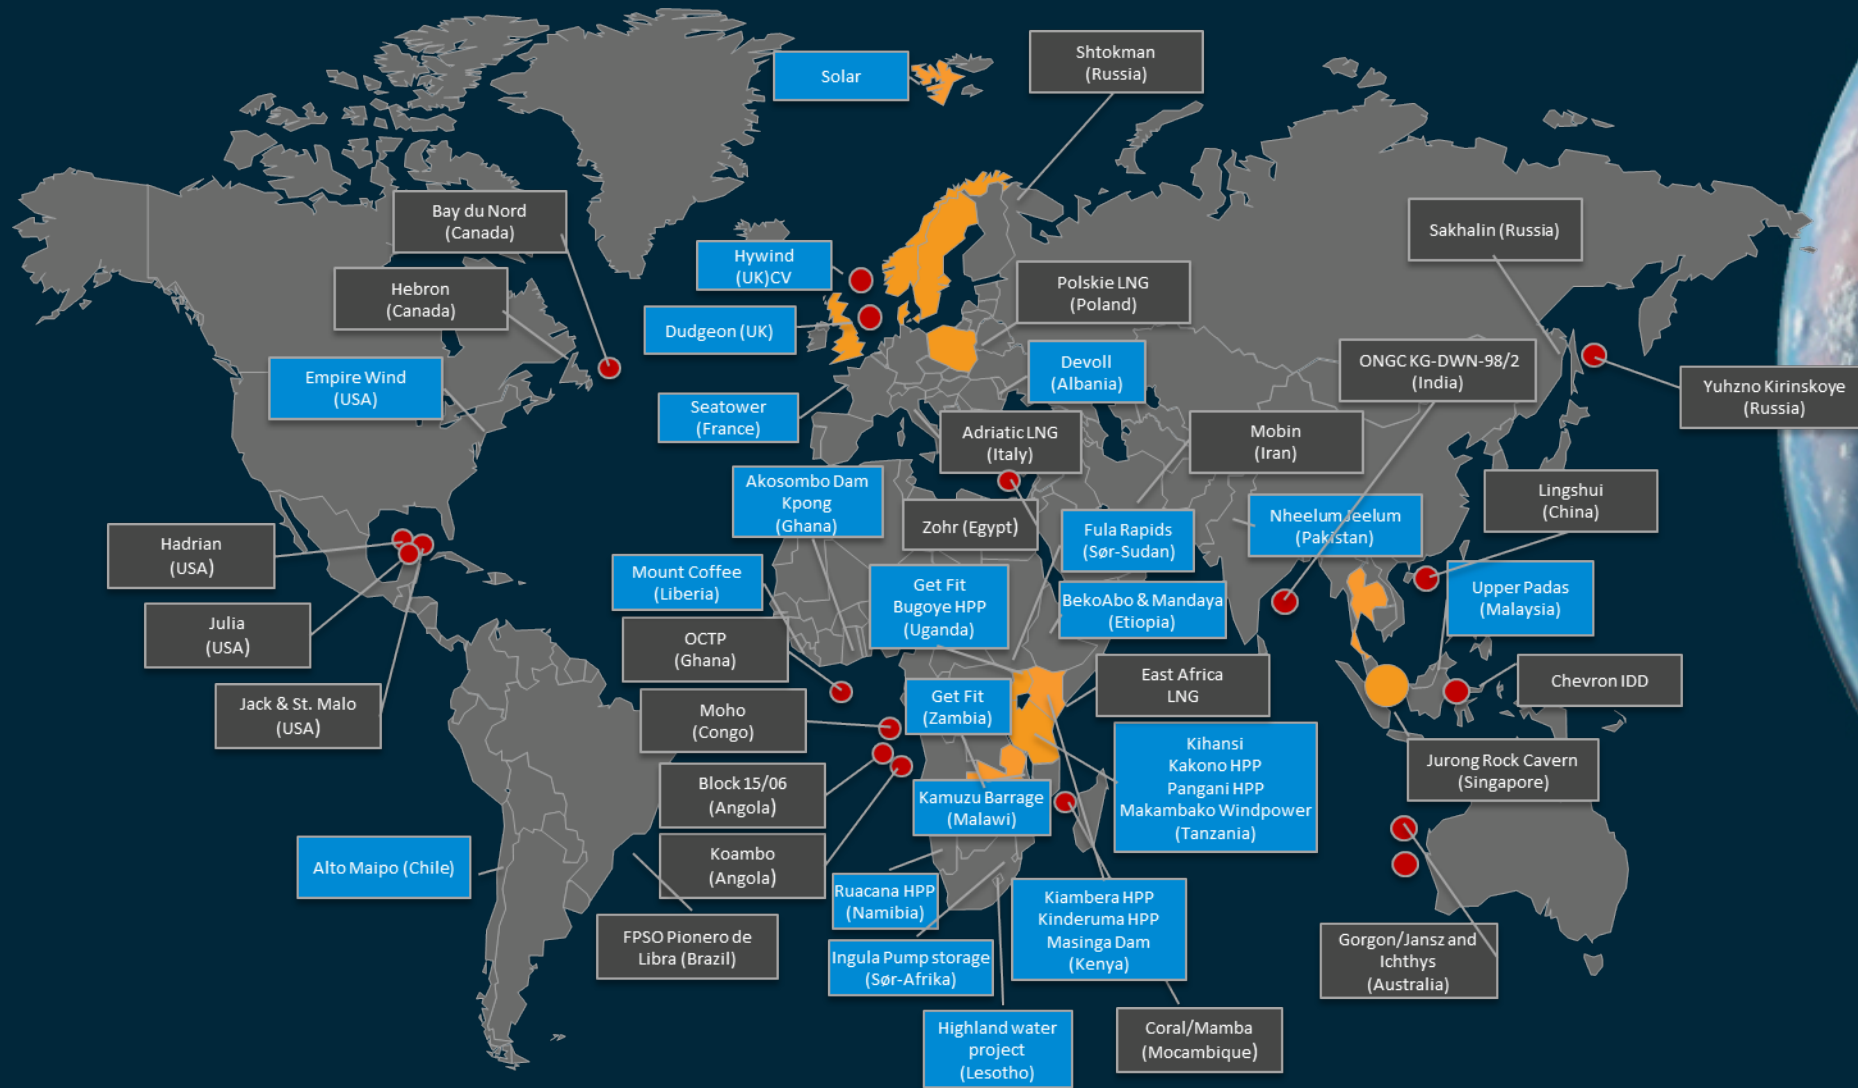 Solar
Shtokman
(Russia)
Bay du Nord
(Canada)
Sakhalin (Russia)
Hywind
(UK)CV
Hebron
(Canada)
Polskie LNG
(Poland)
Dudgeon (UK)
Empire Wind
(USA)
Devoll
(Albania)
ONGC KG-DWN-98/2
(India)
Yuhzno Kirinskoye
(Russia)
Seatower
(France)
Adriatic LNG
(Italy)
Mobin
(Iran)
Akosombo Dam
Kpong
(Ghana)
Lingshui
(China)
Zohr (Egypt)
Fula Rapids
(Sør-Sudan)
Nheelum Jeelum
(Pakistan)
Hadrian
(USA)
Mount Coffee
(Liberia)
Get Fit
Bugoye HPP
(Uganda)
BekoAbo & Mandaya
(Etiopia)
Upper Padas
(Malaysia)
Julia
(USA)
OCTP
(Ghana)
East Africa
LNG
Chevron IDD
Jack & St. Malo
(USA)
Moho
(Congo)
Get Fit
(Zambia)
Kihansi
Kakono HPP
Pangani HPP
Makambako Windpower
(Tanzania)
Jurong Rock Cavern
(Singapore)
Block 15/06
(Angola)
Kamuzu Barrage
(Malawi)
Alto Maipo (Chile)
Koambo
(Angola)
Ruacana HPP
(Namibia)
Kiambera HPP
Kinderuma HPP
Masinga Dam
(Kenya)
FPSO Pionero de
Libra (Brazil)
Ingula Pump storage
(Sør-Afrika)
Gorgon/Jansz and
Ichthys
(Australia)
Highland water
project
(Lesotho)
Coral/Mamba
(Mocambique)